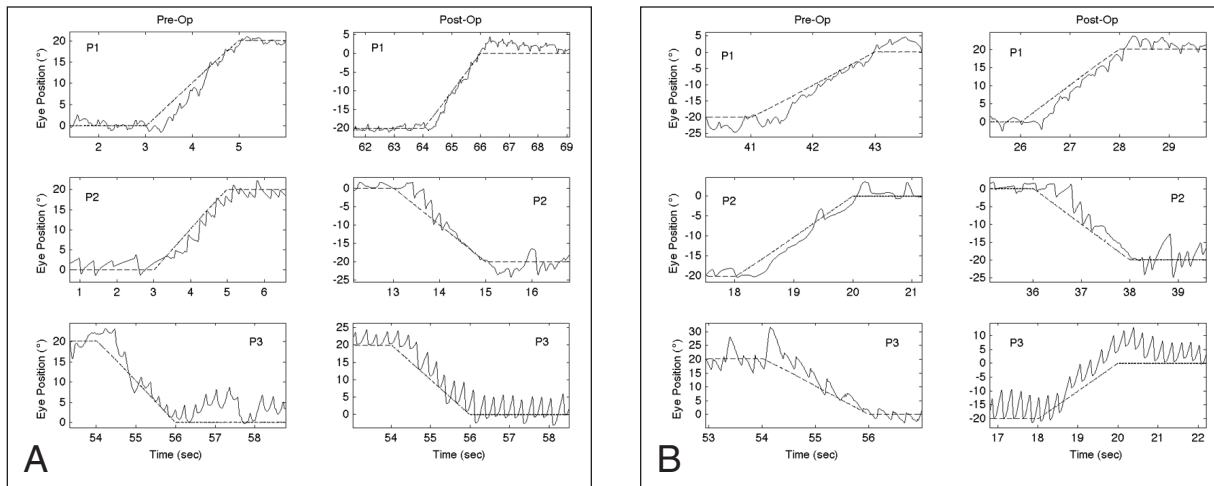 Pre-Op Post-Op
P1
Eye Position (°)
20
15
10
5
0
2 3 4 5
P1
5
0
-5
-10
-15
-20
62 63 64 65 66 67 68 69
P2
Eye Position (°)
20
15
10
5
0
1 2 3 4 5 6
P2
0
-5
-10
-15
-20
-25
13 14 15 16
P3
Eye Position (°)
20
15
10
5
0
54 55 56 57 58
Time (sec)
P3
25
20
15
10
5
0
54 55 56 57 58
Time (sec)
A
Pre-Op Post-Op
P1
Eye Position (°)
5
0
-5
-10
-15
-20
-25
41 42 43
P1
20
15
10
5
0
26 27 28 29
P2
Eye Position (°)
0
-5
-10
-15
-20
18 19 20 21
P2
5
0
-5
-10
-15
-20
-25
36 37 38 39
P3
Eye Position (°)
30
20
10
0
53 54 55 56
Time (sec)
P3
10
5
0
-5
-10
-15
-20
17 18 19 20 21 22
Time (sec)
B